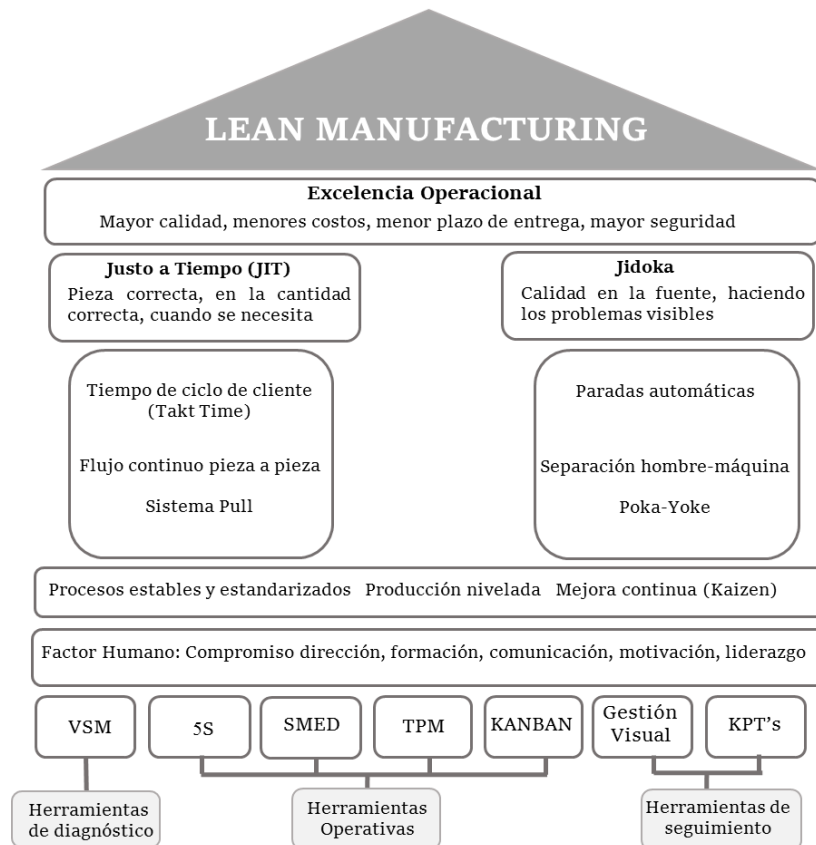 LEAN MANUFACTURING
Excelencia Operacional
Mayor calidad, menores costos, menor plazo de entrega, mayor seguridad
Justo a Tiempo (JIT)
Pieza correcta, en la cantidad
correcta, cuando se necesita
Jidoka
Calidad en la fuente, haciendo
los problemas visibles
Tiempo de ciclo de cliente
(Takt Time)
Flujo continuo pieza a pieza
Sistema Pull
Paradas automáticas
Separación hombre-máquina
Poka-Yoke
Procesos estables y estandarizados Producción nivelada Mejora continua (Kaizen)
Factor Humano: Compromiso dirección, formación, comunicación, motivación, liderazgo
VSM
5S
SMED
TPM
KANBAN
Gestión
Visual
KPT's
Herramientas
de diagnóstico
Herramientas
Operativas
Herramientas de
seguimiento